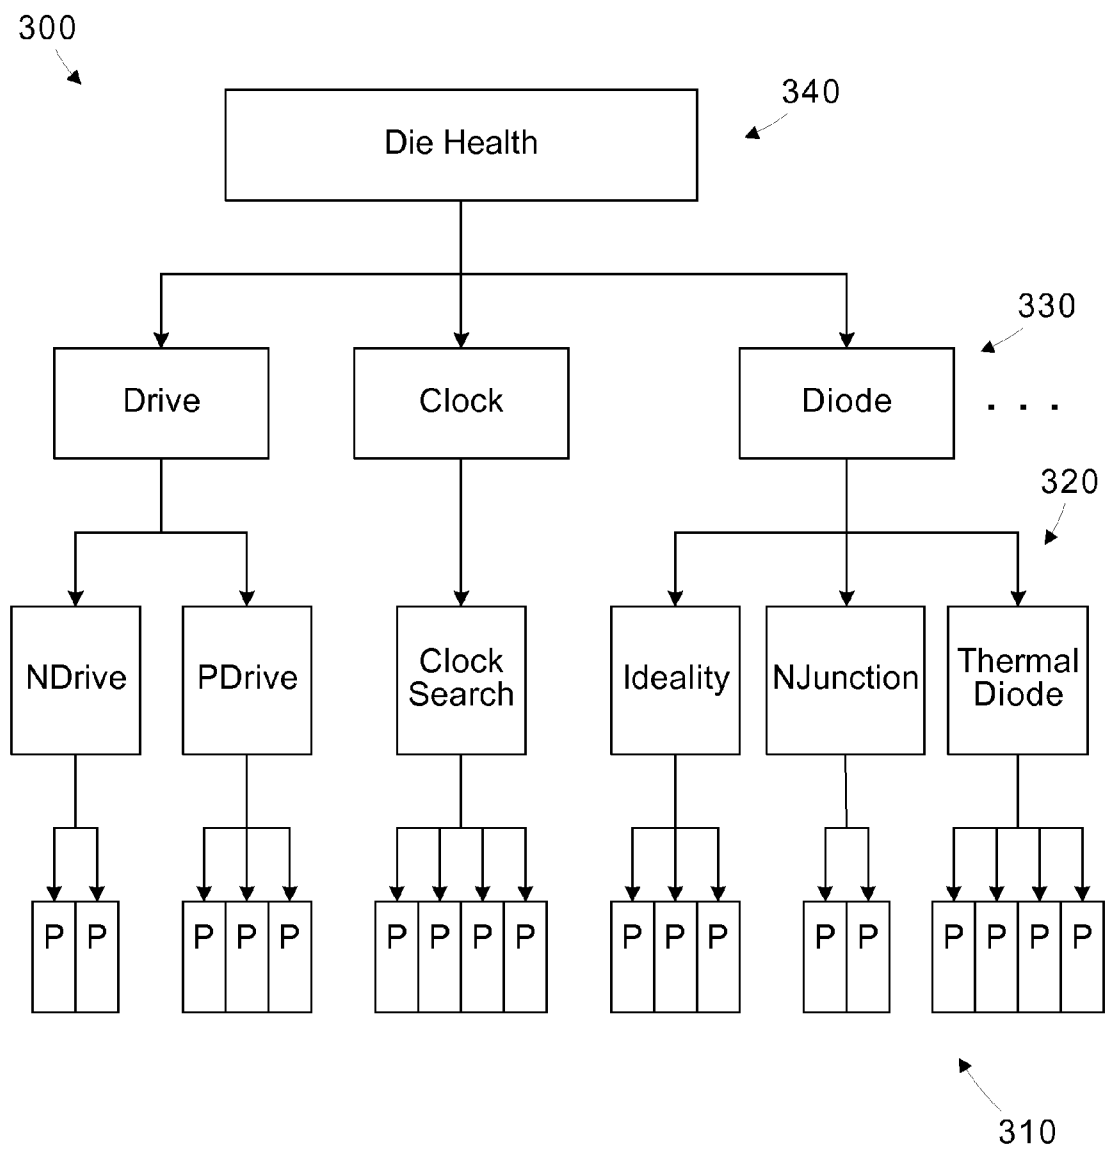 300
340
Die Health
330
Drive
Clock
Diode
. . .
320
NDrive
PDrive
Clock
Search
Ideality
NJunction
Thermal
Diode
P P
P P P
P P P P
P P P
P P
P P P P
310